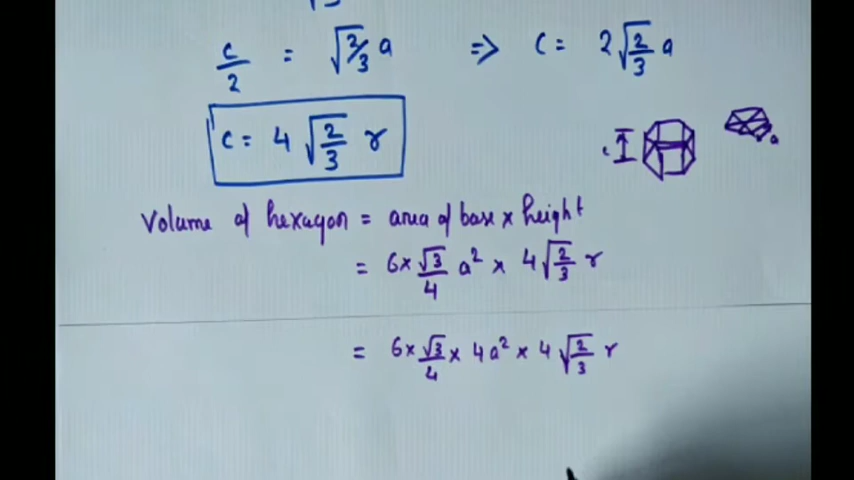 c/2 = √2/3 a ⇒ C = 2√2/3 a
C = 4 √2/3 r
c a
Volume of hexagon = area of base × height
= 6 × √3/4 a² × 4√2/3 r
= 6 × √3/4 × 4a² × 4 √2/3 r